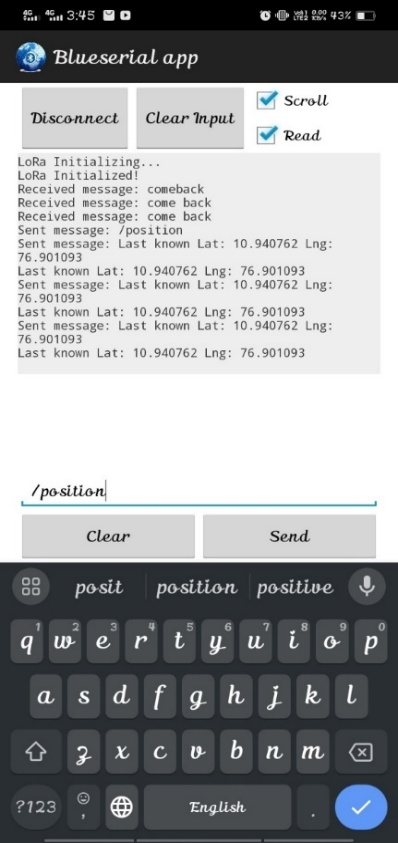 4G 4G 3:45 43%
Blueserial app
Disconnect Clear Input Scroll
Read
LoRa Initializing...
LoRa Initialized!
Received message: comeback
Received message: come back
Received message: come back
Sent message: /position
Sent message: Last known Lat: 10.940762 Lng:
76.901093
Last known Lat: 10.940762 Lng: 76.901093
Sent message: Last known Lat: 10.940762 Lng:
76.901093
Last known Lat: 10.940762 Lng: 76.901093
Sent message: Last known Lat: 10.940762 Lng:
76.901093
Last known Lat: 10.940762 Lng: 76.901093
/position
Clear Send
posit position positive
1 2 3 4 5 6 7 8 9 0
q w e r t y u i o p
a s d f g h j k l
z x c v b n m
?123 , English .